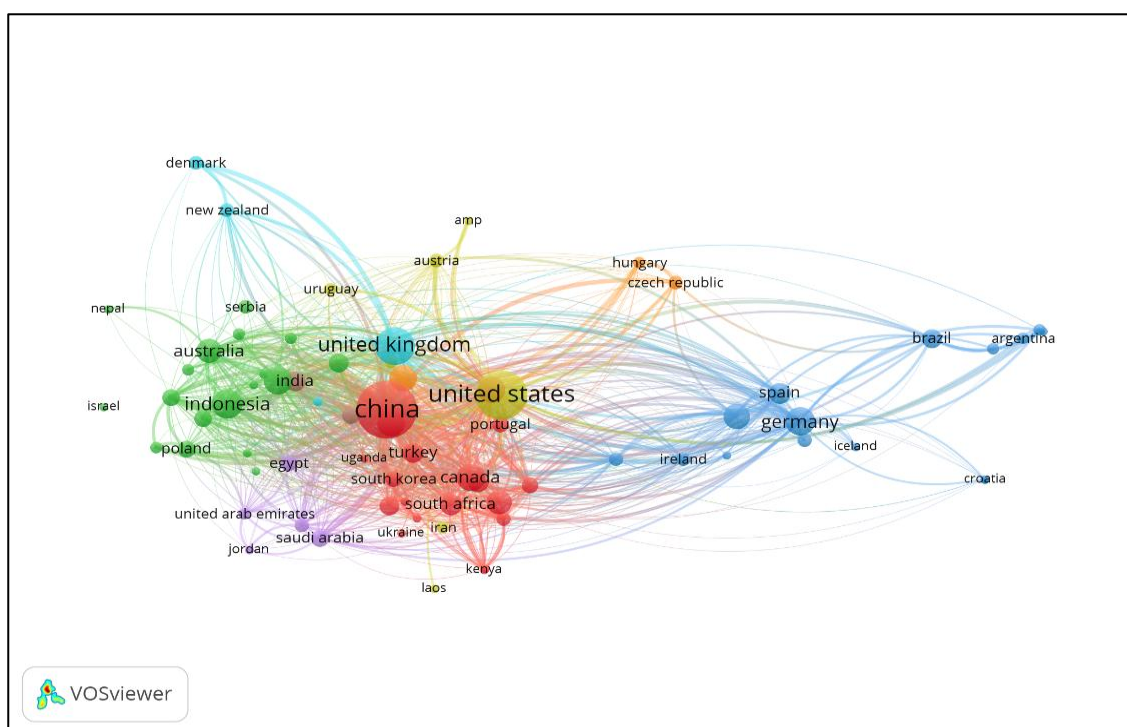 denmark
new zealand
amp
austria
hungary
czech republic
uruguay
nepal
serbia
united kingdom
brazil
argentina
australia
india
united states
spain
israel
indonesia
china
portugal
germany
poland
turkey
uganda
egypt
ireland
iceland
south korea
canada
croatia
south africa
united arab emirates
iran
ukraine
saudi arabia
jordan
kenya
laos
VOSviewer